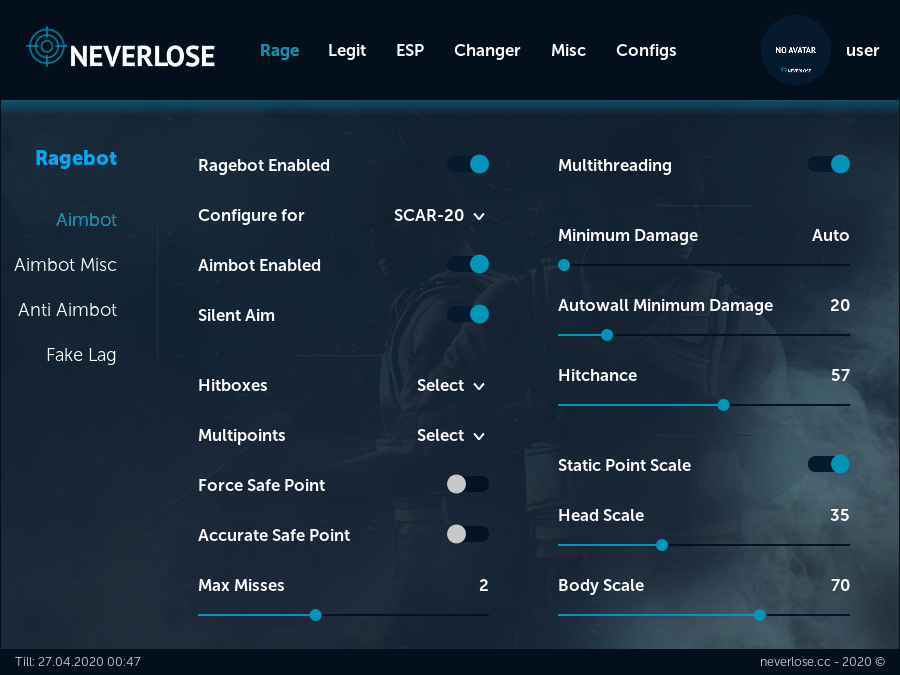 NEVERLOSE
Rage Legit ESP Changer Misc Configs
NO AVATAR
NEVERLOSE
user
Ragebot
Aimbot
Aimbot Misc
Anti Aimbot
Fake Lag
Ragebot Enabled
Configure for SCAR-20
Aimbot Enabled
Silent Aim
Hitboxes Select
Multipoints Select
Force Safe Point
Accurate Safe Point
Max Misses 2
Multithreading
Minimum Damage Auto
Autowall Minimum Damage 20
Hitchance 57
Static Point Scale
Head Scale 35
Body Scale 70
Till: 27.04.2020 00:47
neverlose.cc - 2020 ©